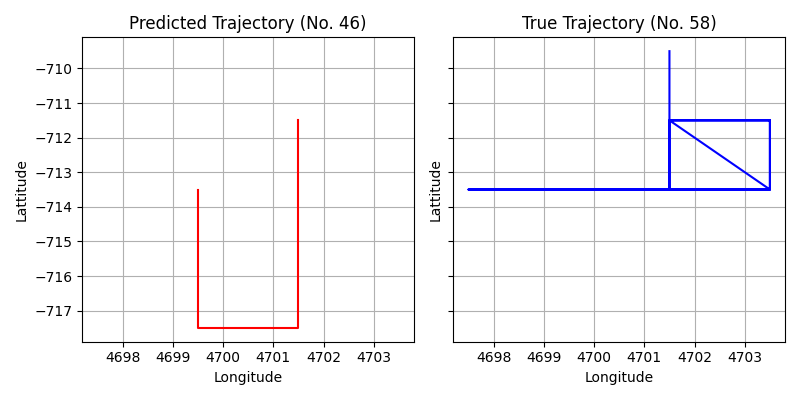 Predicted Trajectory (No. 46)
True Trajectory (No. 58)
−710
−711
−712
−713
−714
−715
−716
−717
Lattitude
Lattitude
4698 4699 4700 4701 4702 4703
4698 4699 4700 4701 4702 4703
Longitude
Longitude